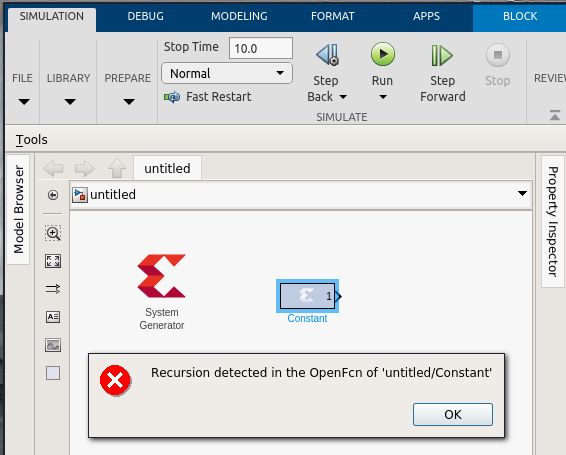 SIMULATION
DEBUG
MODELING
FORMAT
APPS
BLOCK
FILE
LIBRARY
PREPARE
Stop Time 10.0
Normal
Fast Restart
Step
Back
Run
Step
Forward
Stop
REVIEW
SIMULATE
Tools
Model Browser
untitled
Property Inspector
untitled
System
Generator
1
Constant
Recursion detected in the OpenFcn of 'untitled/Constant'
OK